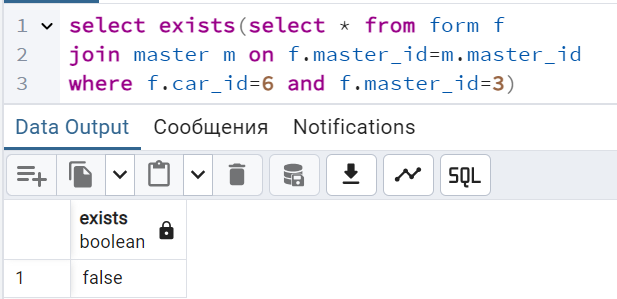 1 select exists(select * from form f
2 join master m on f.master_id=m.master_id
3 where f.car_id=6 and f.master_id=3)
Data Output Сообщения Notifications
SQL
exists
boolean
1 false